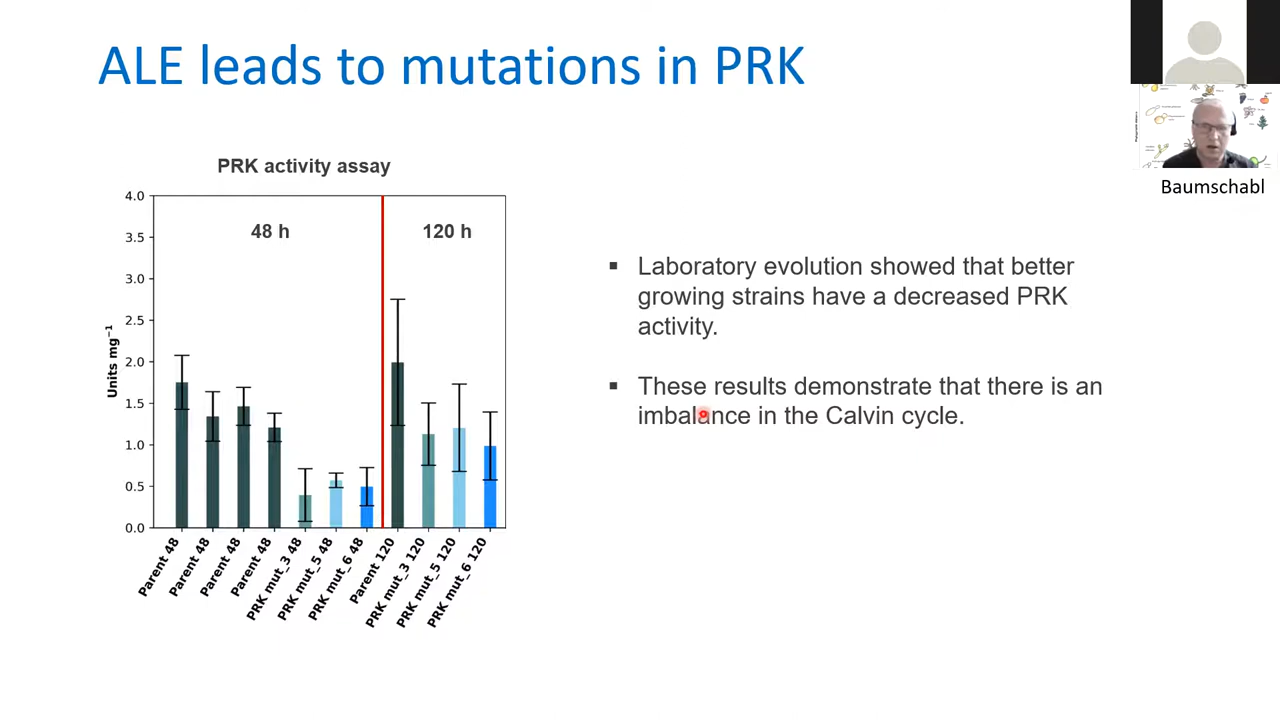 ALE leads to mutations in PRK
Baumschabl
PRK activity assay
4.0
3.5
3.0
2.5
2.0
1.5
1.0
0.5
0.0
Units mg⁻¹
48 h
120 h
Parent 48
Parent 48
Parent 48
Parent 48
PRK mut_3 48
PRK mut_5 48
PRK mut_6 48
Parent 120
PRK mut_3 120
PRK mut_5 120
PRK mut_6 120
▪ Laboratory evolution showed that better
growing strains have a decreased PRK
activity.
▪ These results demonstrate that there is an
imbalance in the Calvin cycle.